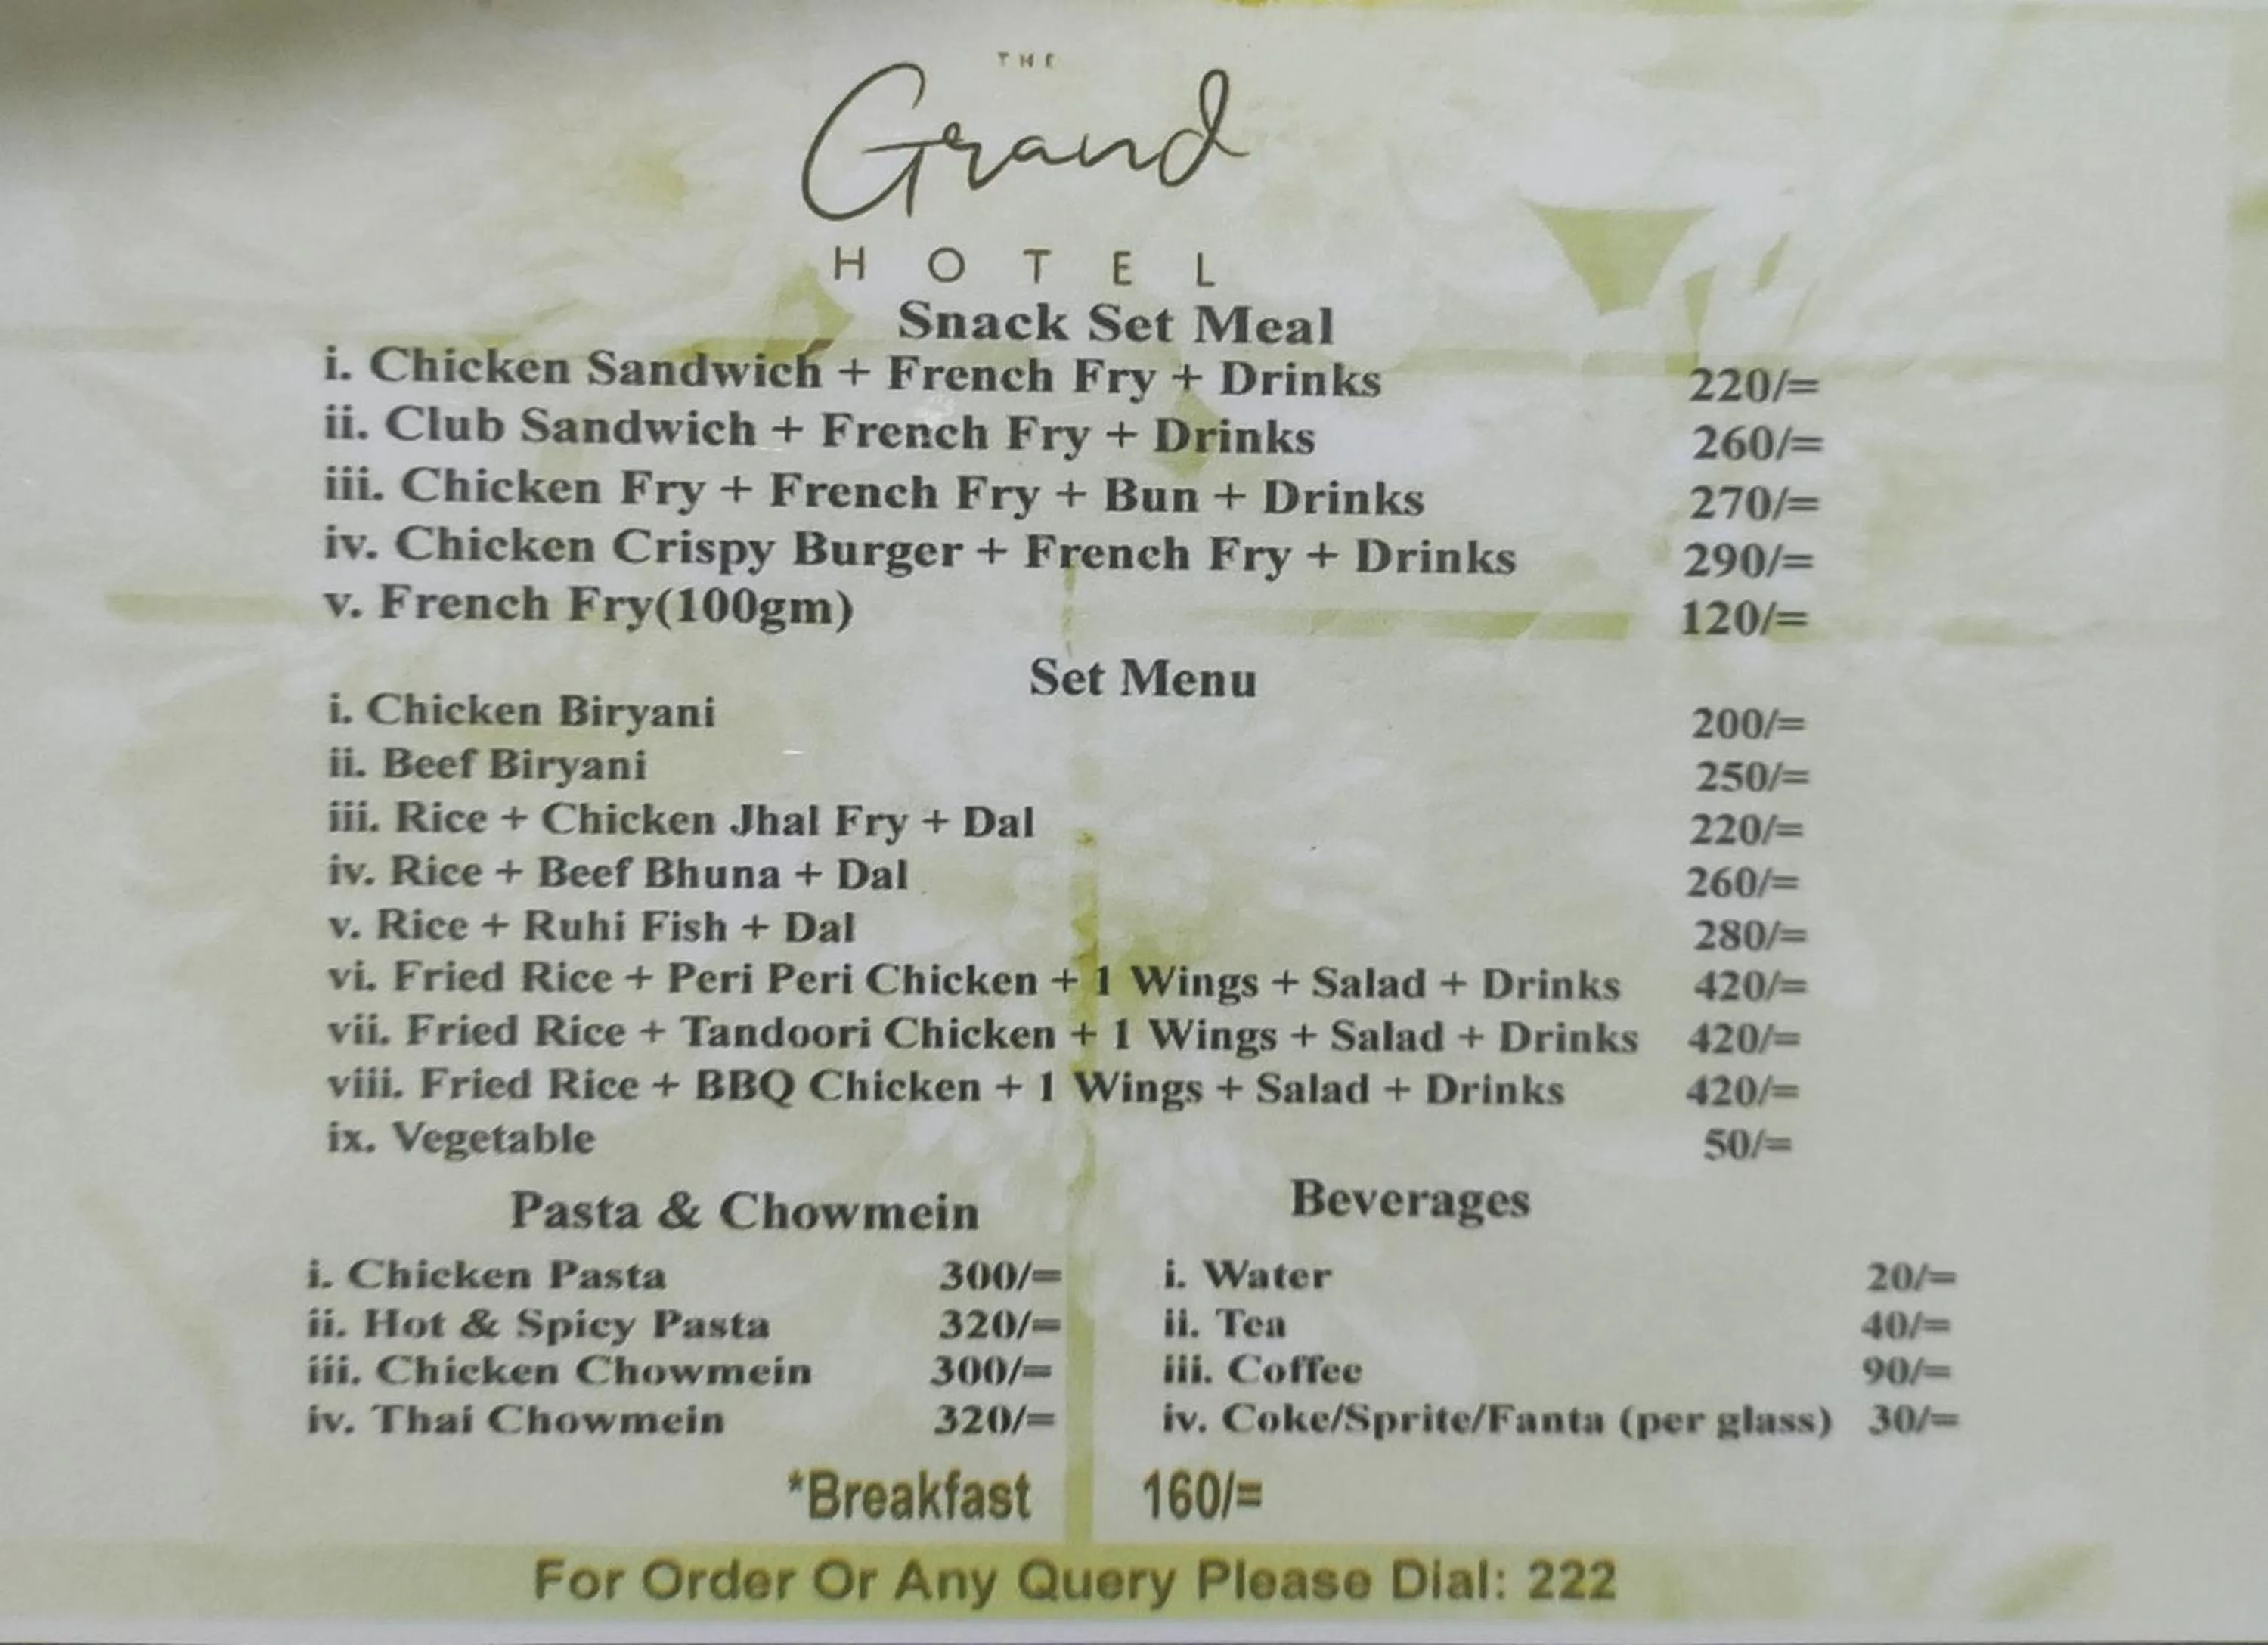 THE
Grand
HOTEL
Snack Set Meal
i. Chicken Sandwich + French Fry + Drinks 220/=
ii. Club Sandwich + French Fry + Drinks 260/=
iii. Chicken Fry + French Fry + Bun + Drinks 270/=
iv. Chicken Crispy Burger + French Fry + Drinks 290/=
v. French Fry(100gm) 120/=
Set Menu
i. Chicken Biryani 200/=
ii. Beef Biryani 250/=
iii. Rice + Chicken Jhal Fry + Dal 220/=
iv. Rice + Beef Bhuna + Dal 260/=
v. Rice + Ruhi Fish + Dal 280/=
vi. Fried Rice + Peri Peri Chicken + 1 Wings + Salad + Drinks 420/=
vii. Fried Rice + Tandoori Chicken + 1 Wings + Salad + Drinks 420/=
viii. Fried Rice + BBQ Chicken + 1 Wings + Salad + Drinks 420/=
ix. Vegetable 50/=
Pasta & Chowmein
i. Chicken Pasta 300/=
ii. Hot & Spicy Pasta 320/=
iii. Chicken Chowmein 300/=
iv. Thai Chowmein 320/=
Beverages
i. Water 20/=
ii. Tea 40/=
iii. Coffee 90/=
iv. Coke/Sprite/Fanta (per glass) 30/=
*Breakfast 160/=
For Order Or Any Query Please Dial: 222